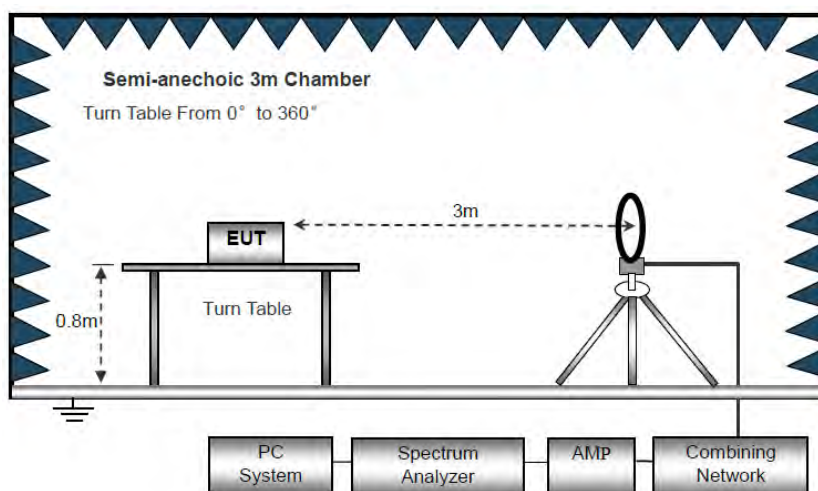 Semi-anechoic 3m Chamber
Turn Table From 0° to 360°
3m
EUT
Turn Table
0.8m
PC
System
Spectrum
Analyzer
AMP
Combining
Network